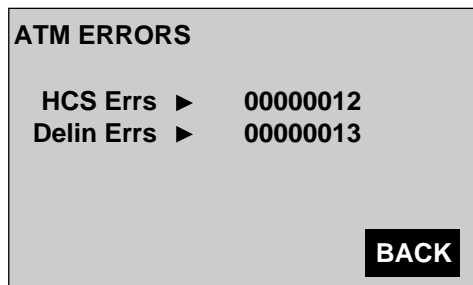 ATM ERRORS
HCS Errs ► 00000012
Delin Errs ► 00000013
BACK